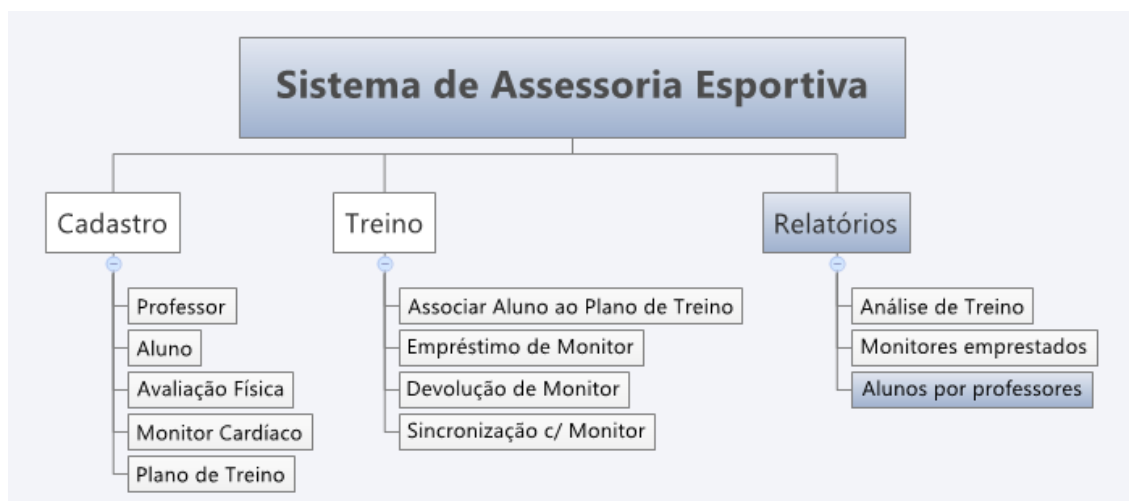 Sistema de Assessoria Esportiva
Cadastro
Professor
Aluno
Avaliação Física
Monitor Cardíaco
Plano de Treino
Treino
Associar Aluno ao Plano de Treino
Empréstimo de Monitor
Devolução de Monitor
Sincronização c/ Monitor
Relatórios
Análise de Treino
Monitores emprestados
Alunos por professores